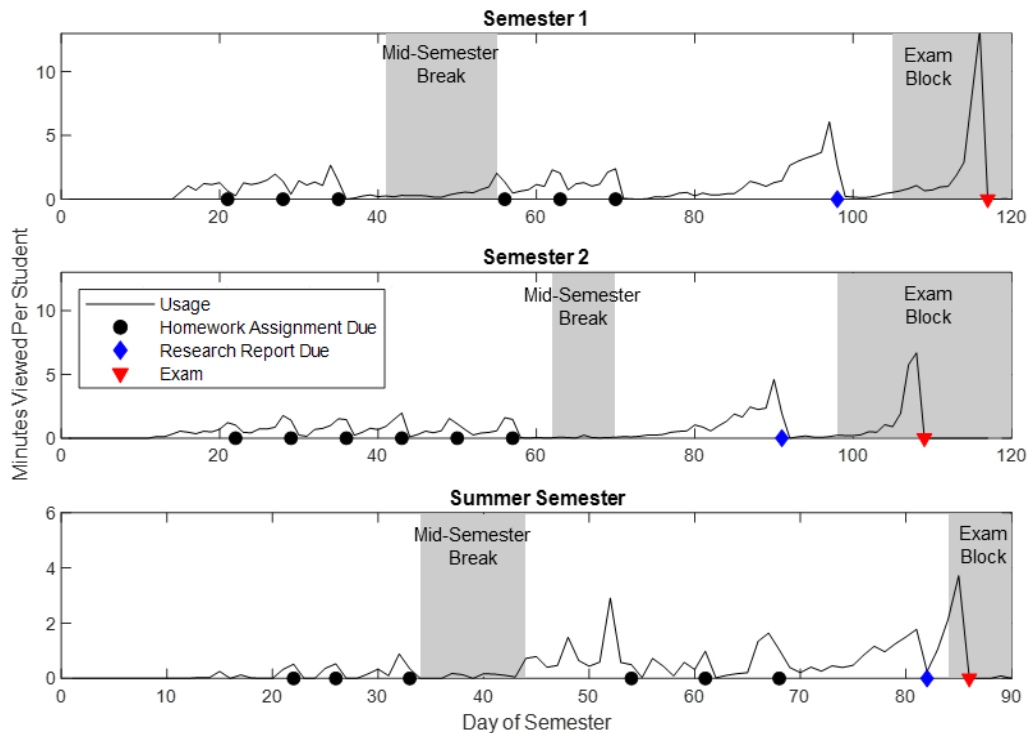 Semester 1
Mid-Semester
Break
Exam
Block
10
5
0
0 20 40 60 80 100 120
Semester 2
Mid-Semester
Break
Exam
Block
Usage
Homework Assignment Due
Research Report Due
Exam
10
5
0
0 20 40 60 80 100 120
Minutes Viewed Per Student
Summer Semester
Mid-Semester
Break
Exam
Block
6
4
2
0
0 10 20 30 40 50 60 70 80 90
Day of Semester